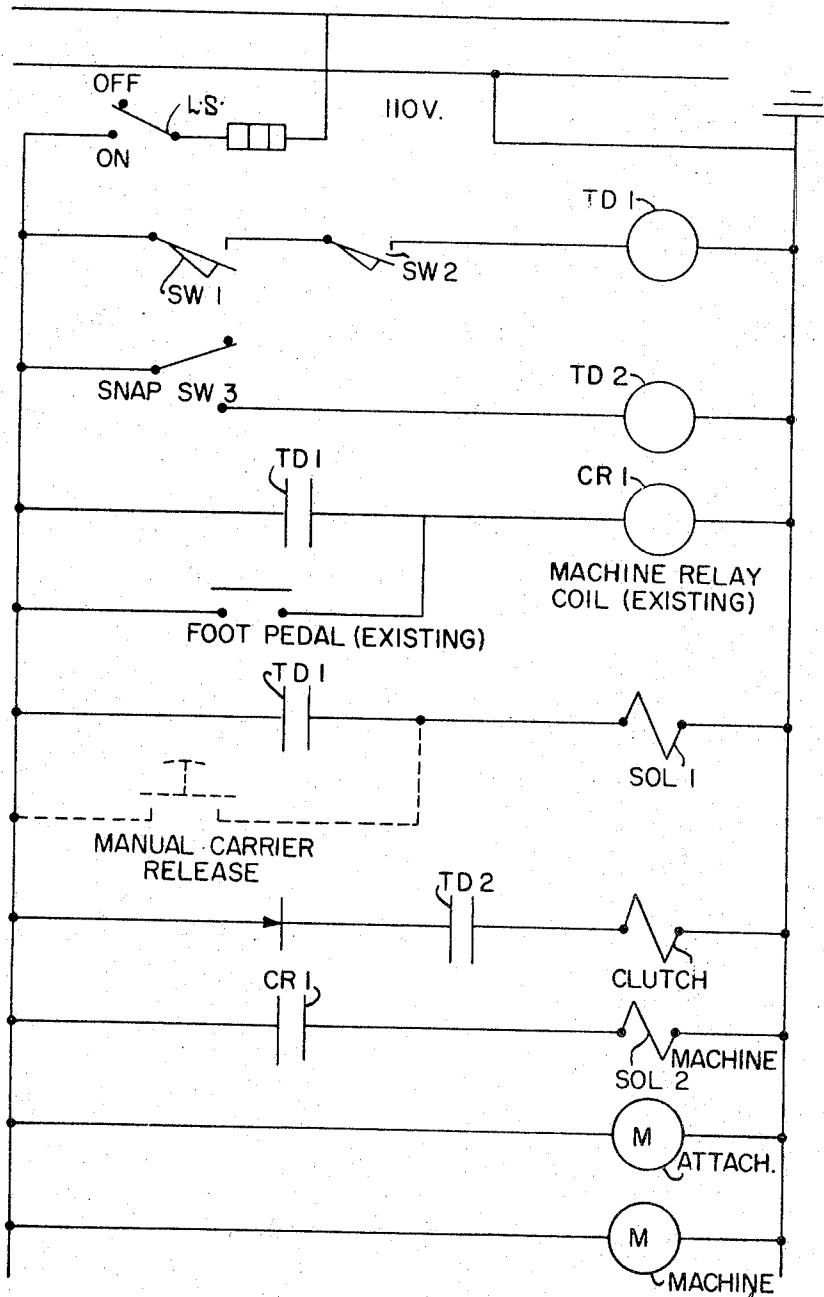 OFF
L.S.
110V.
ON
TD 1
SW 1
SW 2
TD 2
SNAP SW 3
TD 1
CR 1
MACHINE RELAY
COIL (EXISTING)
FOOT PEDAL (EXISTING)
TD 1
SOL 1
MANUAL CARRIER
RELEASE
TD 2
CLUTCH
CR 1
MACHINE
SOL 2
M
ATTACH.
M
MACHINE